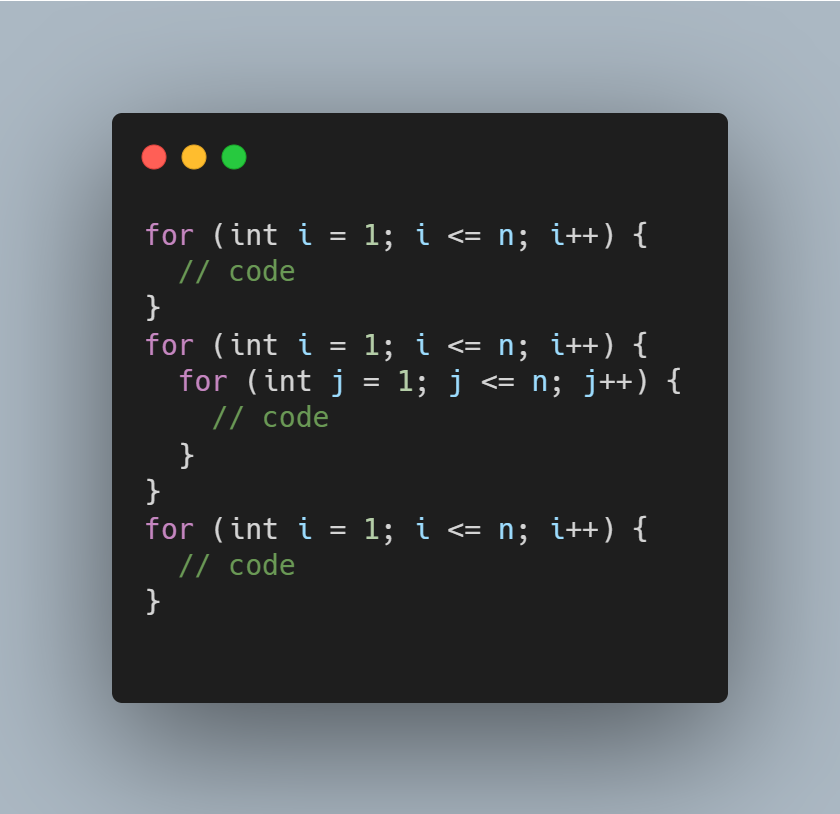 for (int i = 1; i <= n; i++) {
  // code
}
for (int i = 1; i <= n; i++) {
  for (int j = 1; j <= n; j++) {
    // code
  }
}
for (int i = 1; i <= n; i++) {
  // code
}